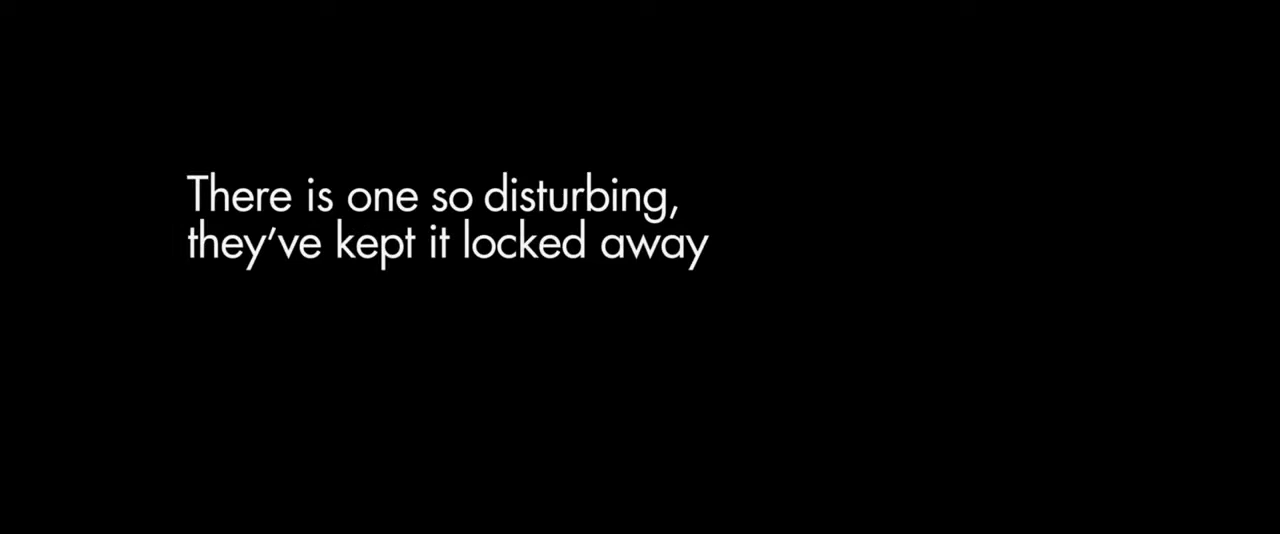 There is one so disturbing,
they’ve kept it locked away